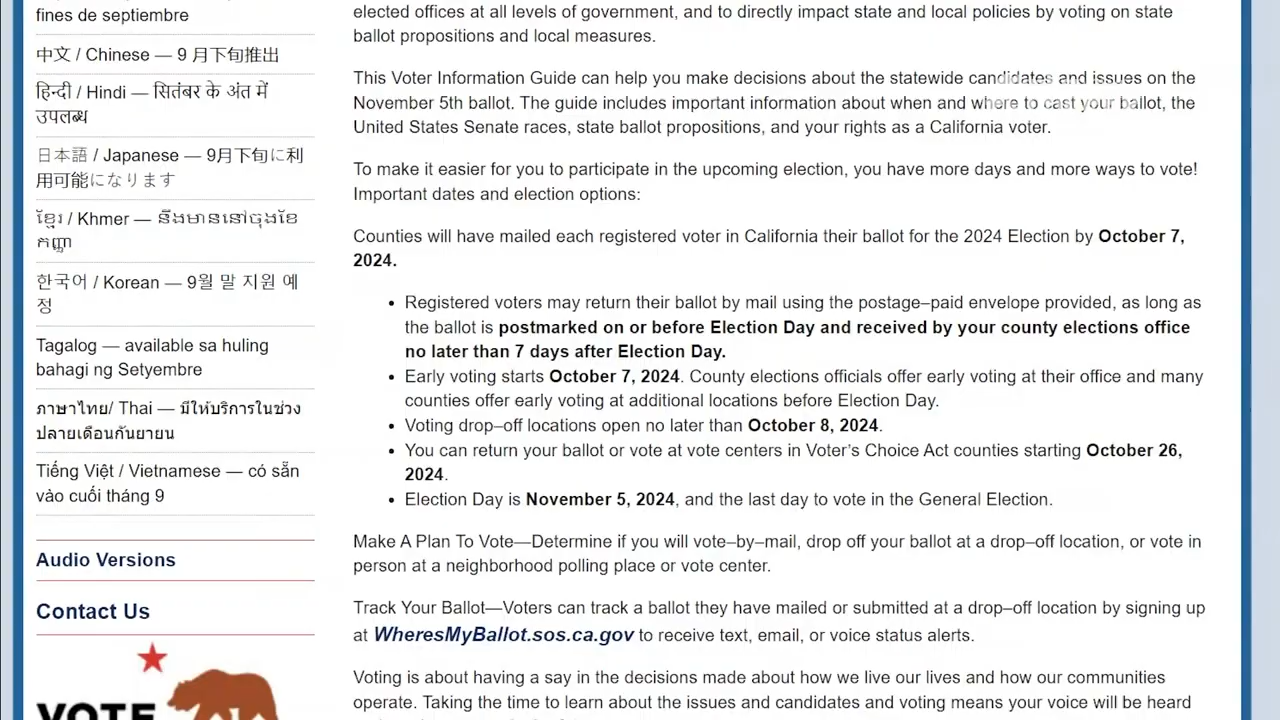 fines de septiembre
中文 / Chinese — 9 月下旬推出
हिन्दी / Hindi — सितंबर के अंत में
उपलब्ध
日本語 / Japanese — 9月下旬に利
用可能になります
ខ្មែរ / Khmer — នឹងមាននៅចុងខែ
កញ្ញា
한국어 / Korean — 9월 말 지원 예
정
Tagalog — available sa huling
bahagi ng Setyembre
ภาษาไทย/ Thai — มีให้บริการในช่วง
ปลายเดือนกันยายน
Tiếng Việt / Vietnamese — có sẵn
vào cuối tháng 9
Audio Versions
Contact Us
VOTE
elected offices at all levels of government, and to directly impact state and local policies by voting on state
ballot propositions and local measures.
This Voter Information Guide can help you make decisions about the statewide candidates and issues on the
November 5th ballot. The guide includes important information about when and where to cast your ballot, the
United States Senate races, state ballot propositions, and your rights as a California voter.
To make it easier for you to participate in the upcoming election, you have more days and more ways to vote!
Important dates and election options:
Counties will have mailed each registered voter in California their ballot for the 2024 Election by October 7,
2024.
• Registered voters may return their ballot by mail using the postage–paid envelope provided, as long as
the ballot is postmarked on or before Election Day and received by your county elections office
no later than 7 days after Election Day.
• Early voting starts October 7, 2024. County elections officials offer early voting at their office and many
counties offer early voting at additional locations before Election Day.
• Voting drop–off locations open no later than October 8, 2024.
• You can return your ballot or vote at vote centers in Voter’s Choice Act counties starting October 26,
2024.
• Election Day is November 5, 2024, and the last day to vote in the General Election.
Make A Plan To Vote—Determine if you will vote–by–mail, drop off your ballot at a drop–off location, or vote in
person at a neighborhood polling place or vote center.
Track Your Ballot—Voters can track a ballot they have mailed or submitted at a drop–off location by signing up
at WheresMyBallot.sos.ca.gov to receive text, email, or voice status alerts.
Voting is about having a say in the decisions made about how we live our lives and how our communities
operate. Taking the time to learn about the issues and candidates and voting means your voice will be heard